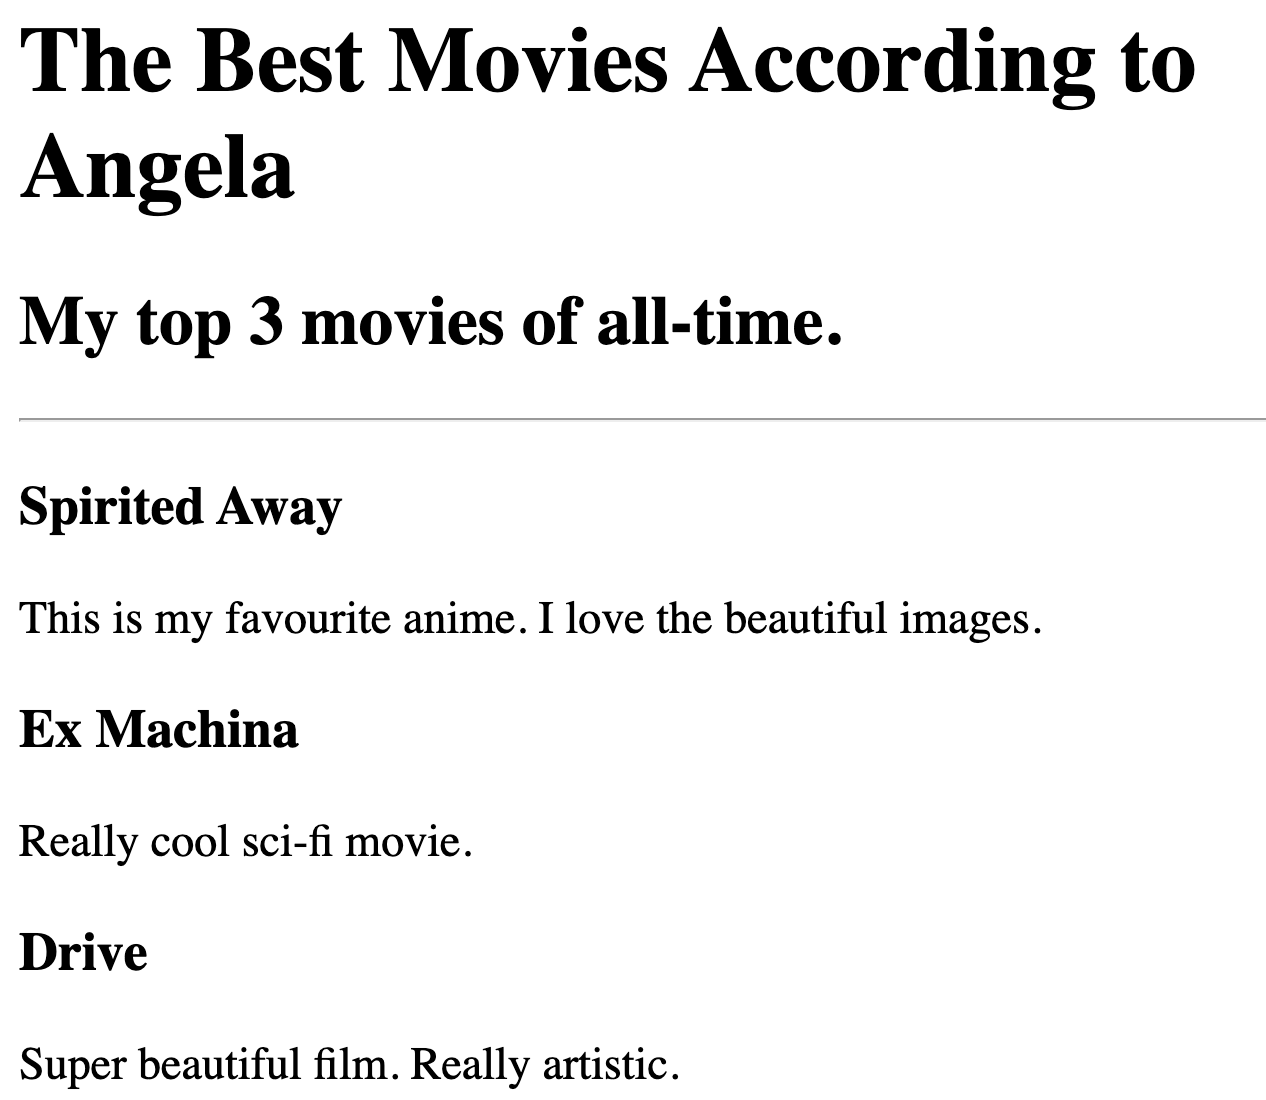 The Best Movies According to
Angela
My top 3 movies of all-time.
Spirited Away
This is my favourite anime. I love the beautiful images.
Ex Machina
Really cool sci-fi movie.
Drive
Super beautiful film. Really artistic.